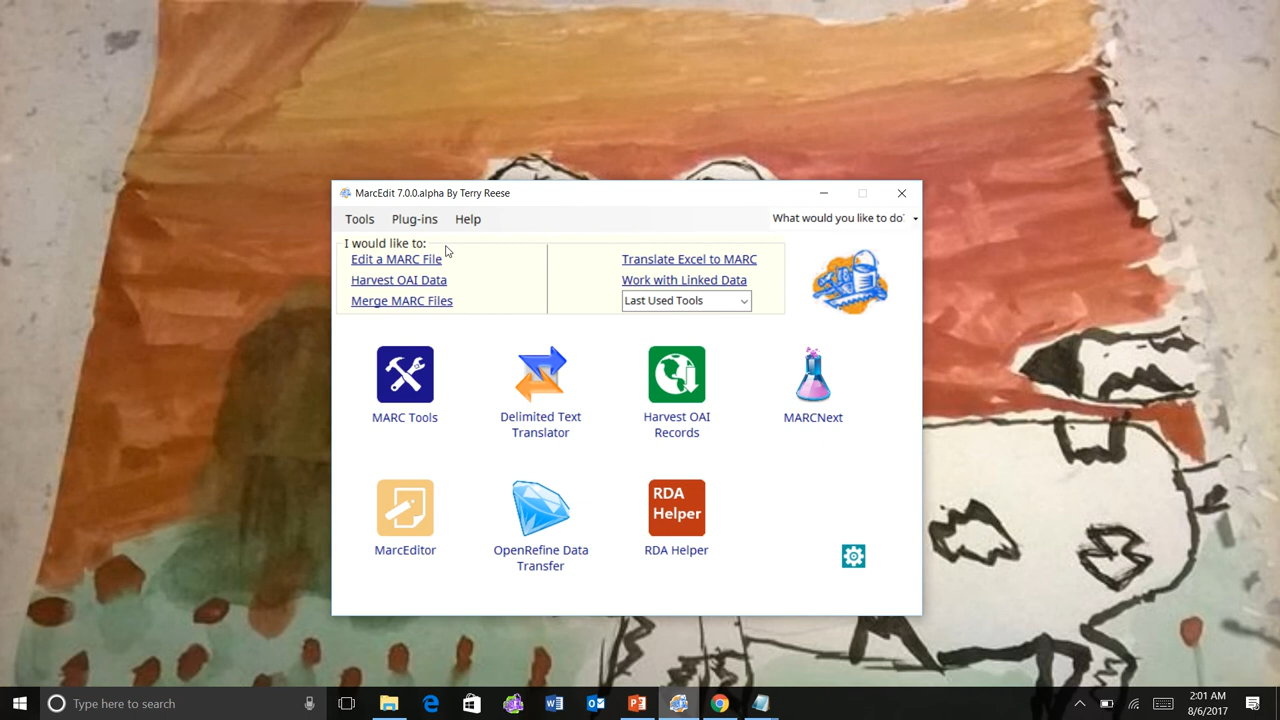 MarcEdit 7.0.0.alpha By Terry Reese
Tools Plug-ins Help
What would you like to do?
I would like to:
Edit a MARC File
Harvest OAI Data
Merge MARC Files
Translate Excel to MARC
Work with Linked Data
Last Used Tools
MARC Tools
Delimited Text
Translator
Harvest OAI
Records
MARCNext
MarcEditor
OpenRefine Data
Transfer
RDA
Helper
RDA Helper
Type here to search
2:01 AM
8/6/2017